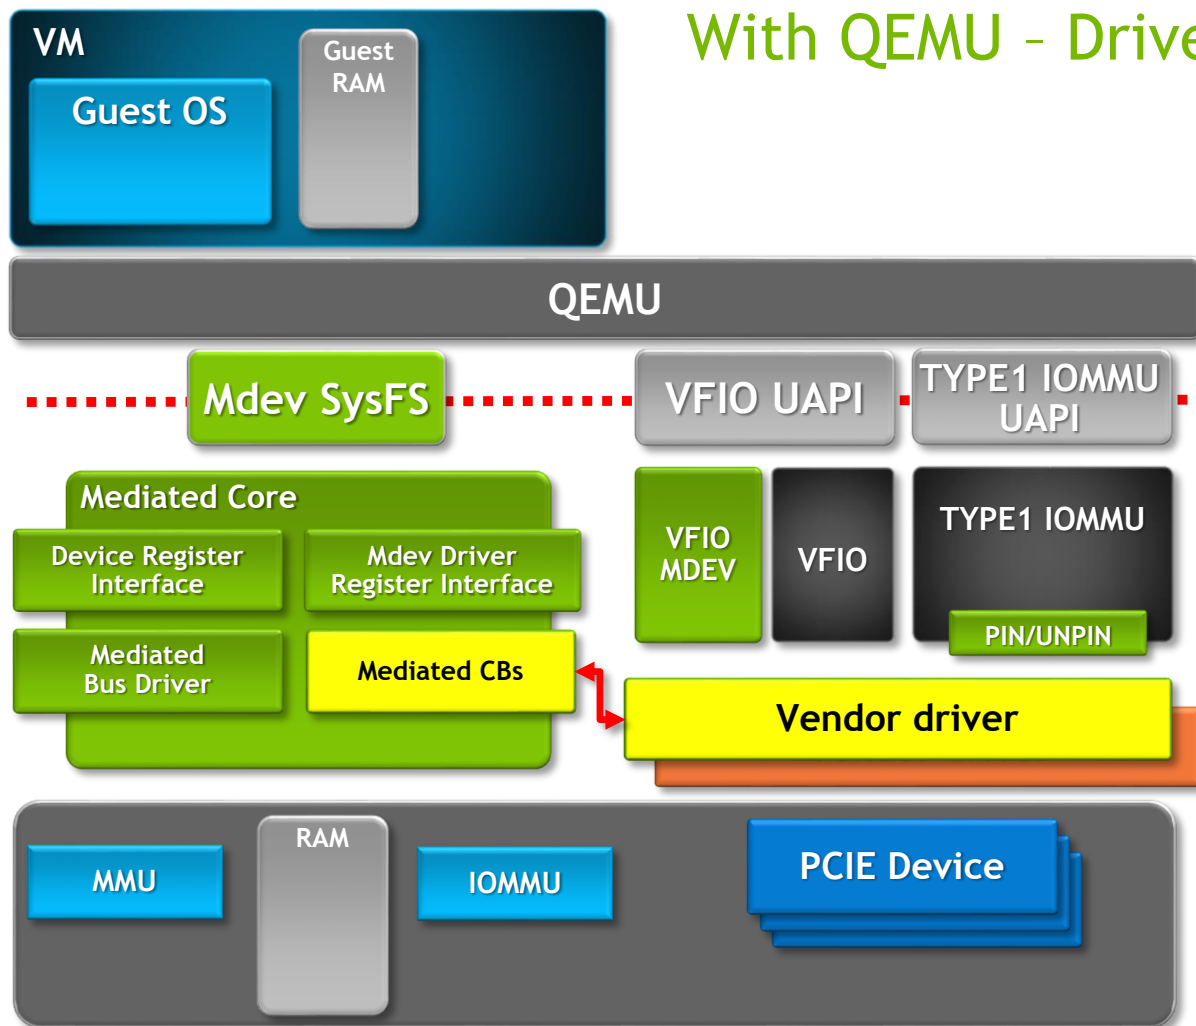 With QEMU – Drive
VM
Guest
RAM
Guest OS
QEMU
Mdev SysFS
VFIO UAPI
TYPE1 IOMMU
UAPI
Mediated Core
Device Register
Interface
Mdev Driver
Register Interface
Mediated
Bus Driver
Mediated CBs
VFIO
MDEV
VFIO
TYPE1 IOMMU
PIN/UNPIN
Vendor driver
MMU
RAM
IOMMU
PCIE Device